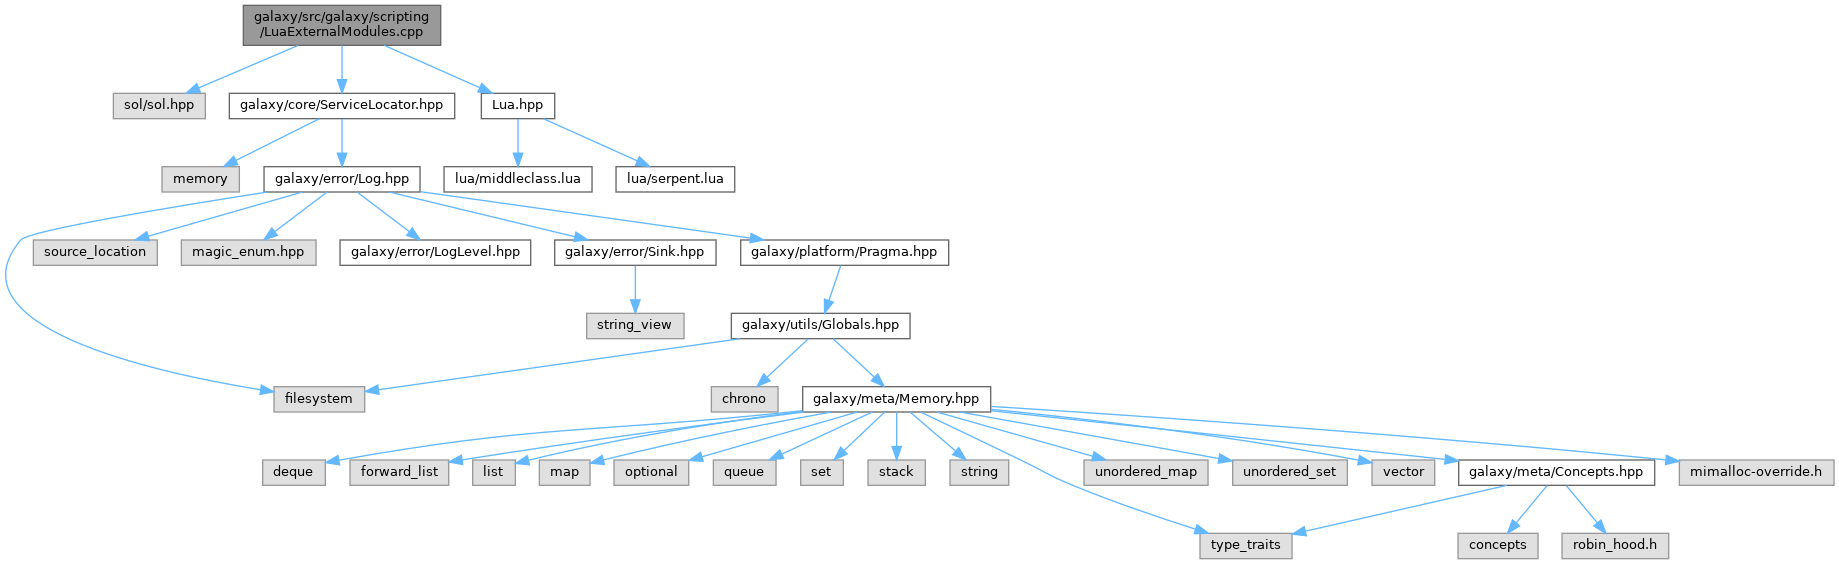 galaxy/src/galaxy/scripting
/LuaExternalModules.cpp
sol/sol.hpp
galaxy/core/ServiceLocator.hpp
Lua.hpp
memory
galaxy/error/Log.hpp
lua/middleclass.lua
lua/serpent.lua
source_location
magic_enum.hpp
galaxy/error/LogLevel.hpp
galaxy/error/Sink.hpp
galaxy/platform/Pragma.hpp
string_view
galaxy/utils/Globals.hpp
filesystem
chrono
galaxy/meta/Memory.hpp
deque
forward_list
list
map
optional
queue
set
stack
string
unordered_map
unordered_set
vector
galaxy/meta/Concepts.hpp
mimalloc-override.h
type_traits
concepts
robin_hood.h